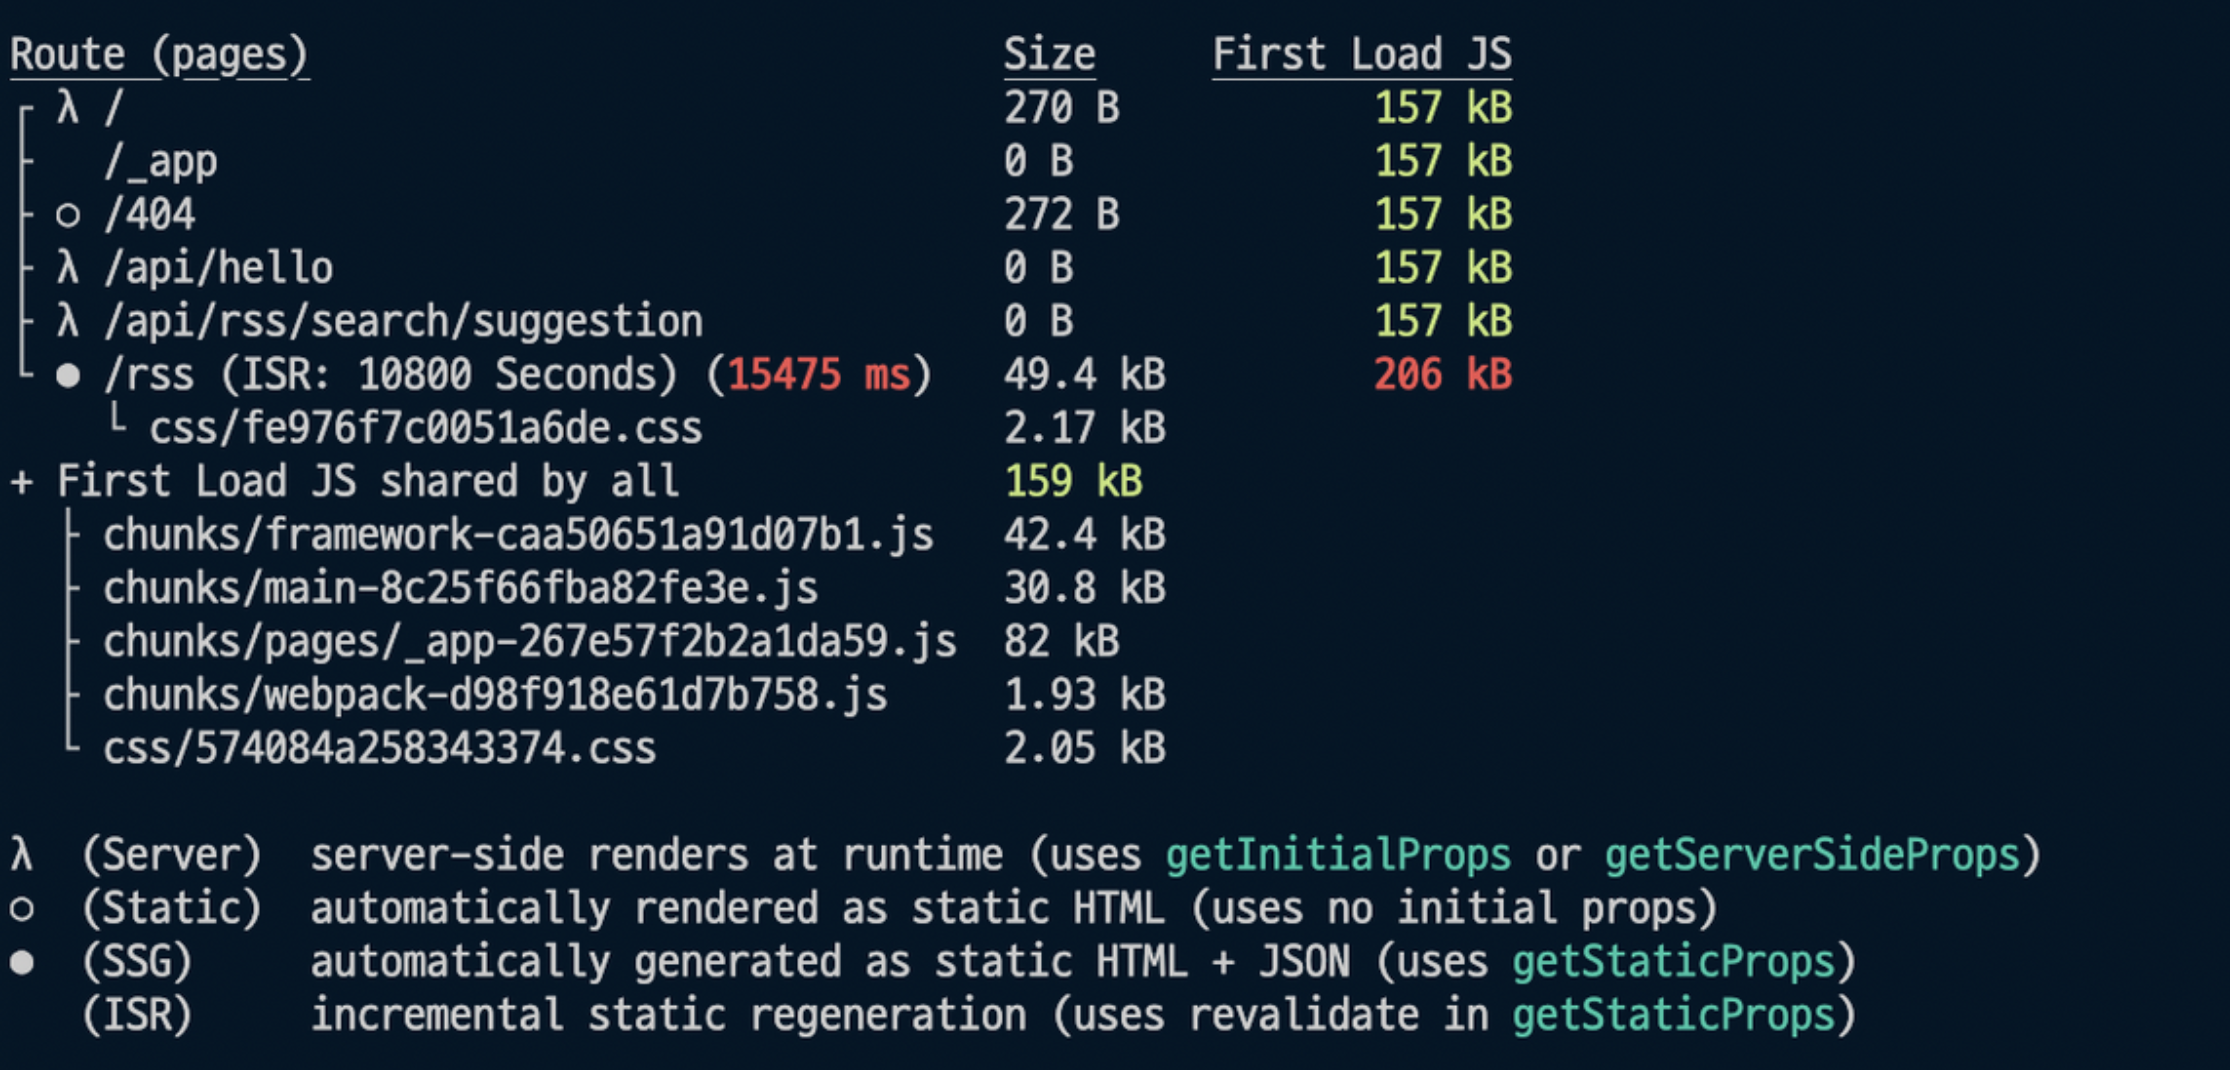 Route (pages) Size First Load JS
┌ λ / 270 B 157 kB
├   /_app 0 B 157 kB
├ ○ /404 272 B 157 kB
├ λ /api/hello 0 B 157 kB
├ λ /api/rss/search/suggestion 0 B 157 kB
└ ● /rss (ISR: 10800 Seconds) (15475 ms) 49.4 kB 206 kB
    └ css/fe976f7c0051a6de.css 2.17 kB
+ First Load JS shared by all 159 kB
  ├ chunks/framework-caa50651a91d07b1.js 42.4 kB
  ├ chunks/main-8c25f66fba82fe3e.js 30.8 kB
  ├ chunks/pages/_app-267e57f2b2a1da59.js 82 kB
  ├ chunks/webpack-d98f918e61d7b758.js 1.93 kB
  └ css/574084a258343374.css 2.05 kB
λ (Server) server-side renders at runtime (uses getInitialProps or getServerSideProps)
○ (Static) automatically rendered as static HTML (uses no initial props)
● (SSG) automatically generated as static HTML + JSON (uses getStaticProps)
  (ISR) incremental static regeneration (uses revalidate in getStaticProps)